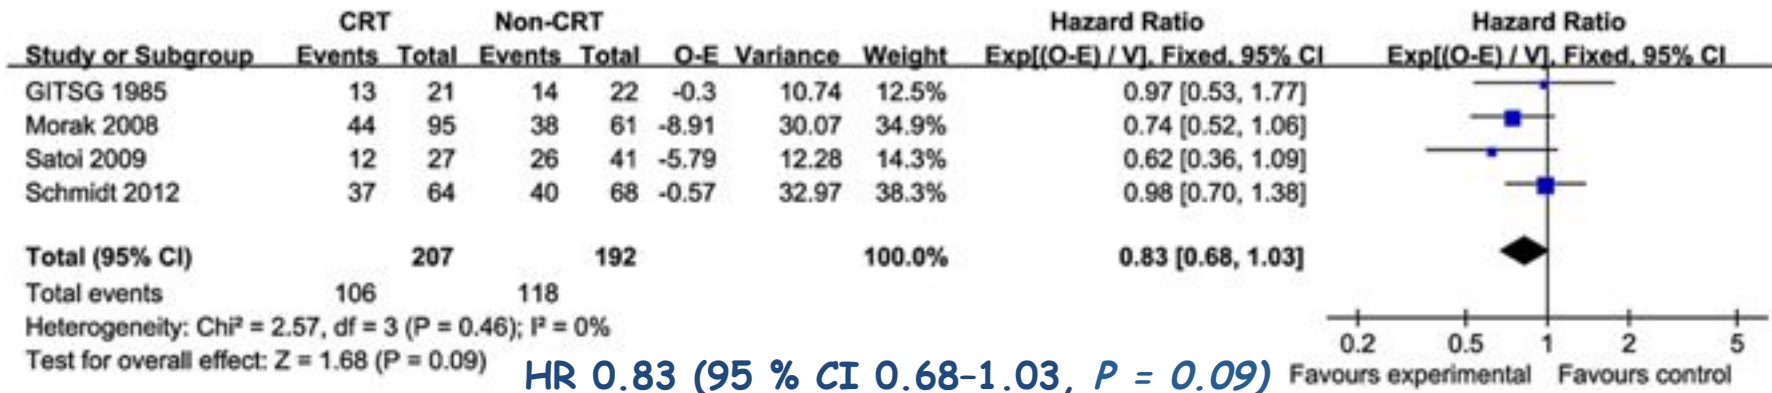 CRT Non-CRT Hazard Ratio Hazard Ratio
Study or Subgroup Events Total Events Total O-E Variance Weight Exp[(O-E) / V], Fixed, 95% CI Exp[(O-E) / V], Fixed, 95% CI
GITSG 1985 13 21 14 22 -0.3 10.74 12.5% 0.97 [0.53, 1.77]
Morak 2008 44 95 38 61 -8.91 30.07 34.9% 0.74 [0.52, 1.06]
Satoi 2009 12 27 26 41 -5.79 12.28 14.3% 0.62 [0.36, 1.09]
Schmidt 2012 37 64 40 68 -0.57 32.97 38.3% 0.98 [0.70, 1.38]
Total (95% CI) 207 192 100.0% 0.83 [0.68, 1.03]
Total events 106 118
Heterogeneity: Chi² = 2.57, df = 3 (P = 0.46); I² = 0%
Test for overall effect: Z = 1.68 (P = 0.09)
0.2 0.5 1 2 5
HR 0.83 (95 % CI 0.68–1.03, P = 0.09)
Favours experimental Favours control